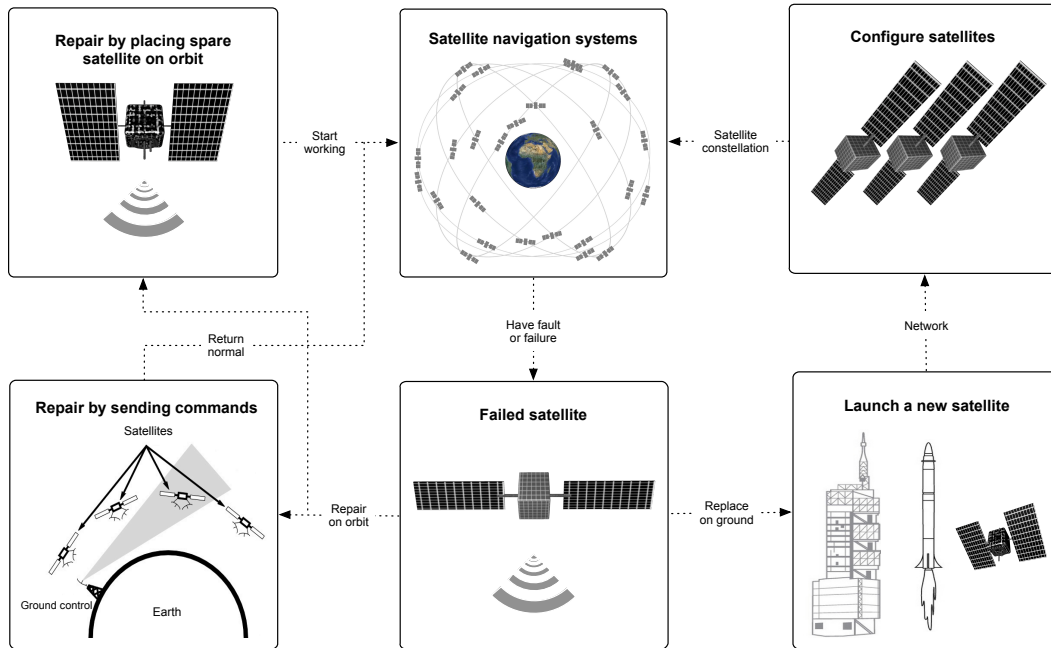 Repair by placing spare
satellite on orbit
Satellite navigation systems
Configure satellites
Start
working
Satellite
constellation
Return
normal
Have fault
or failure
Network
Repair by sending commands
Satellites
Ground control
Earth
Repair
on orbit
Failed satellite
Replace
on ground
Launch a new satellite